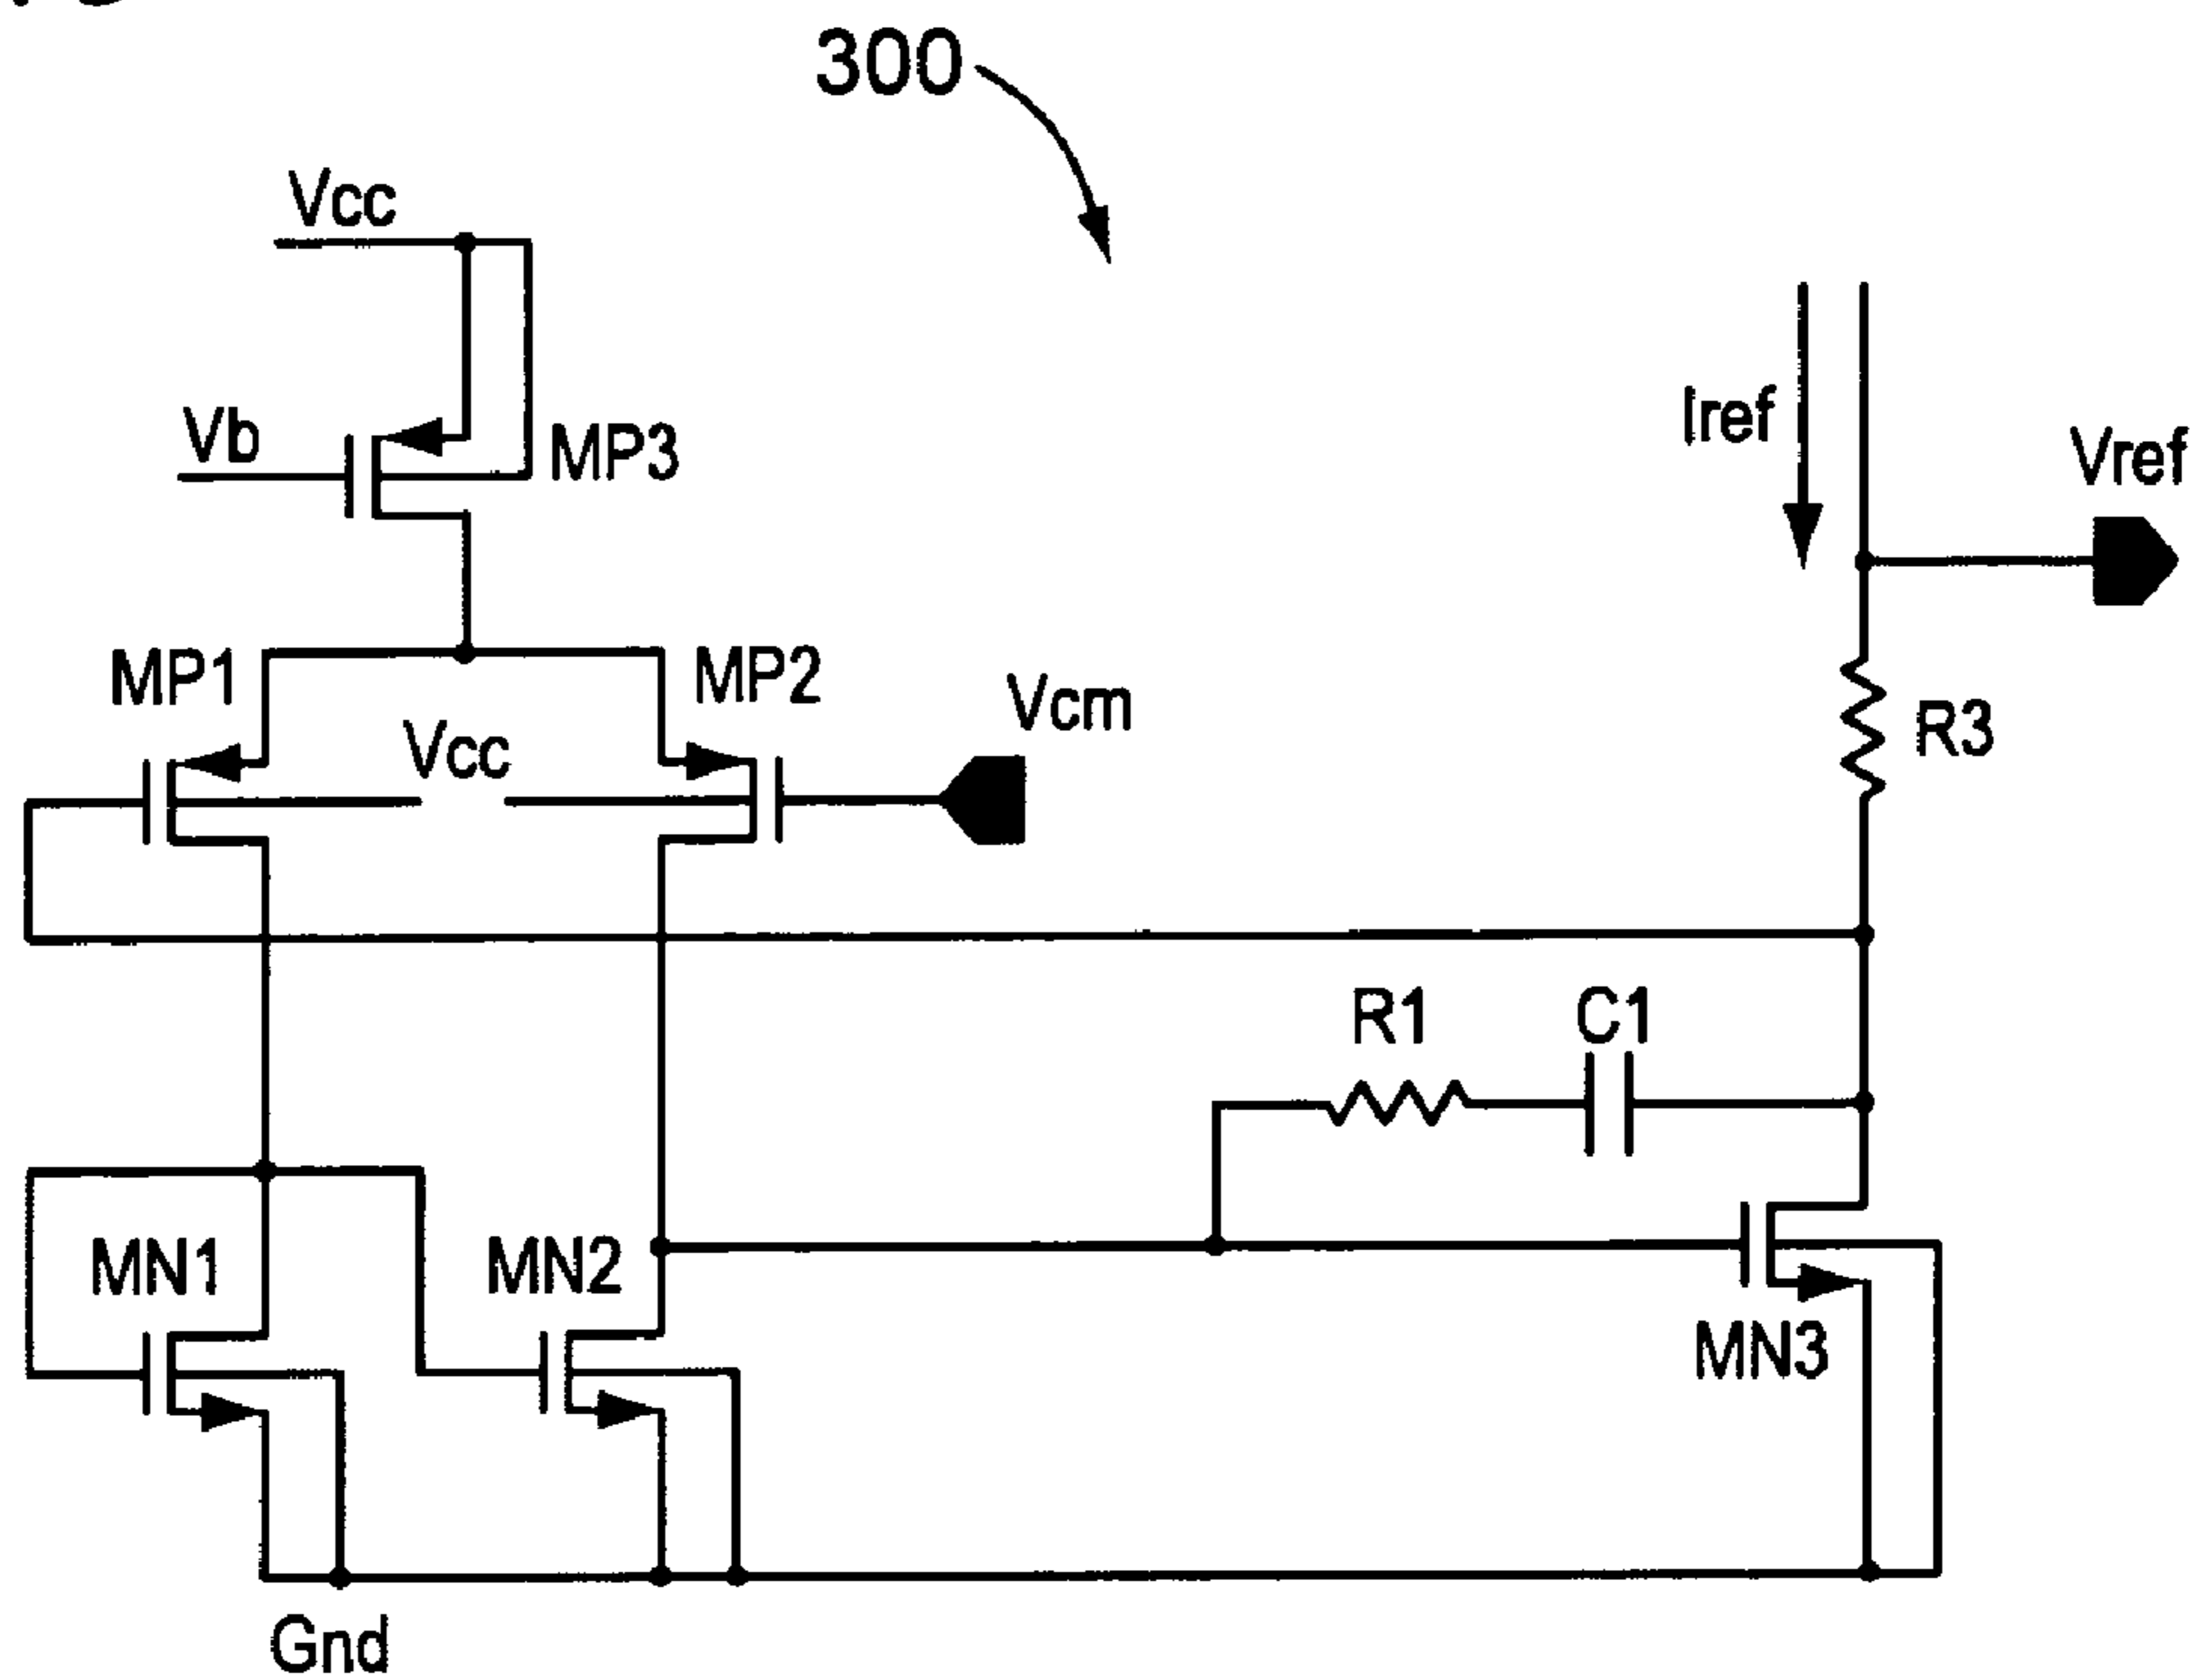 300
Vcc
Vb
MP3
Iref
Vref
MP1
MP2
Vcm
Vcc
R3
R1
C1
MN1
MN2
MN3
Gnd